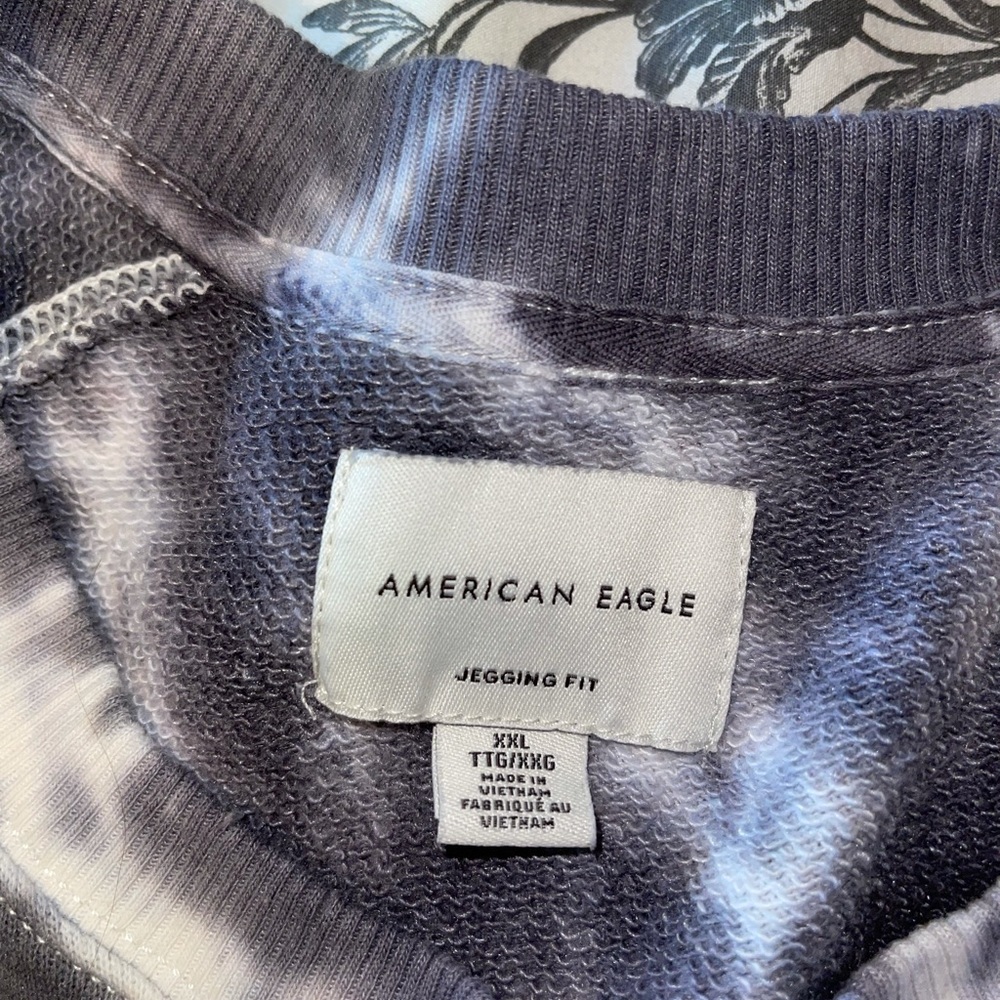 AMERICAN EAGLE
JEGGING FIT
XXL
TTG/XXG
MADE IN
VIETNAM
FABRIQUÉ AU
VIETNAM